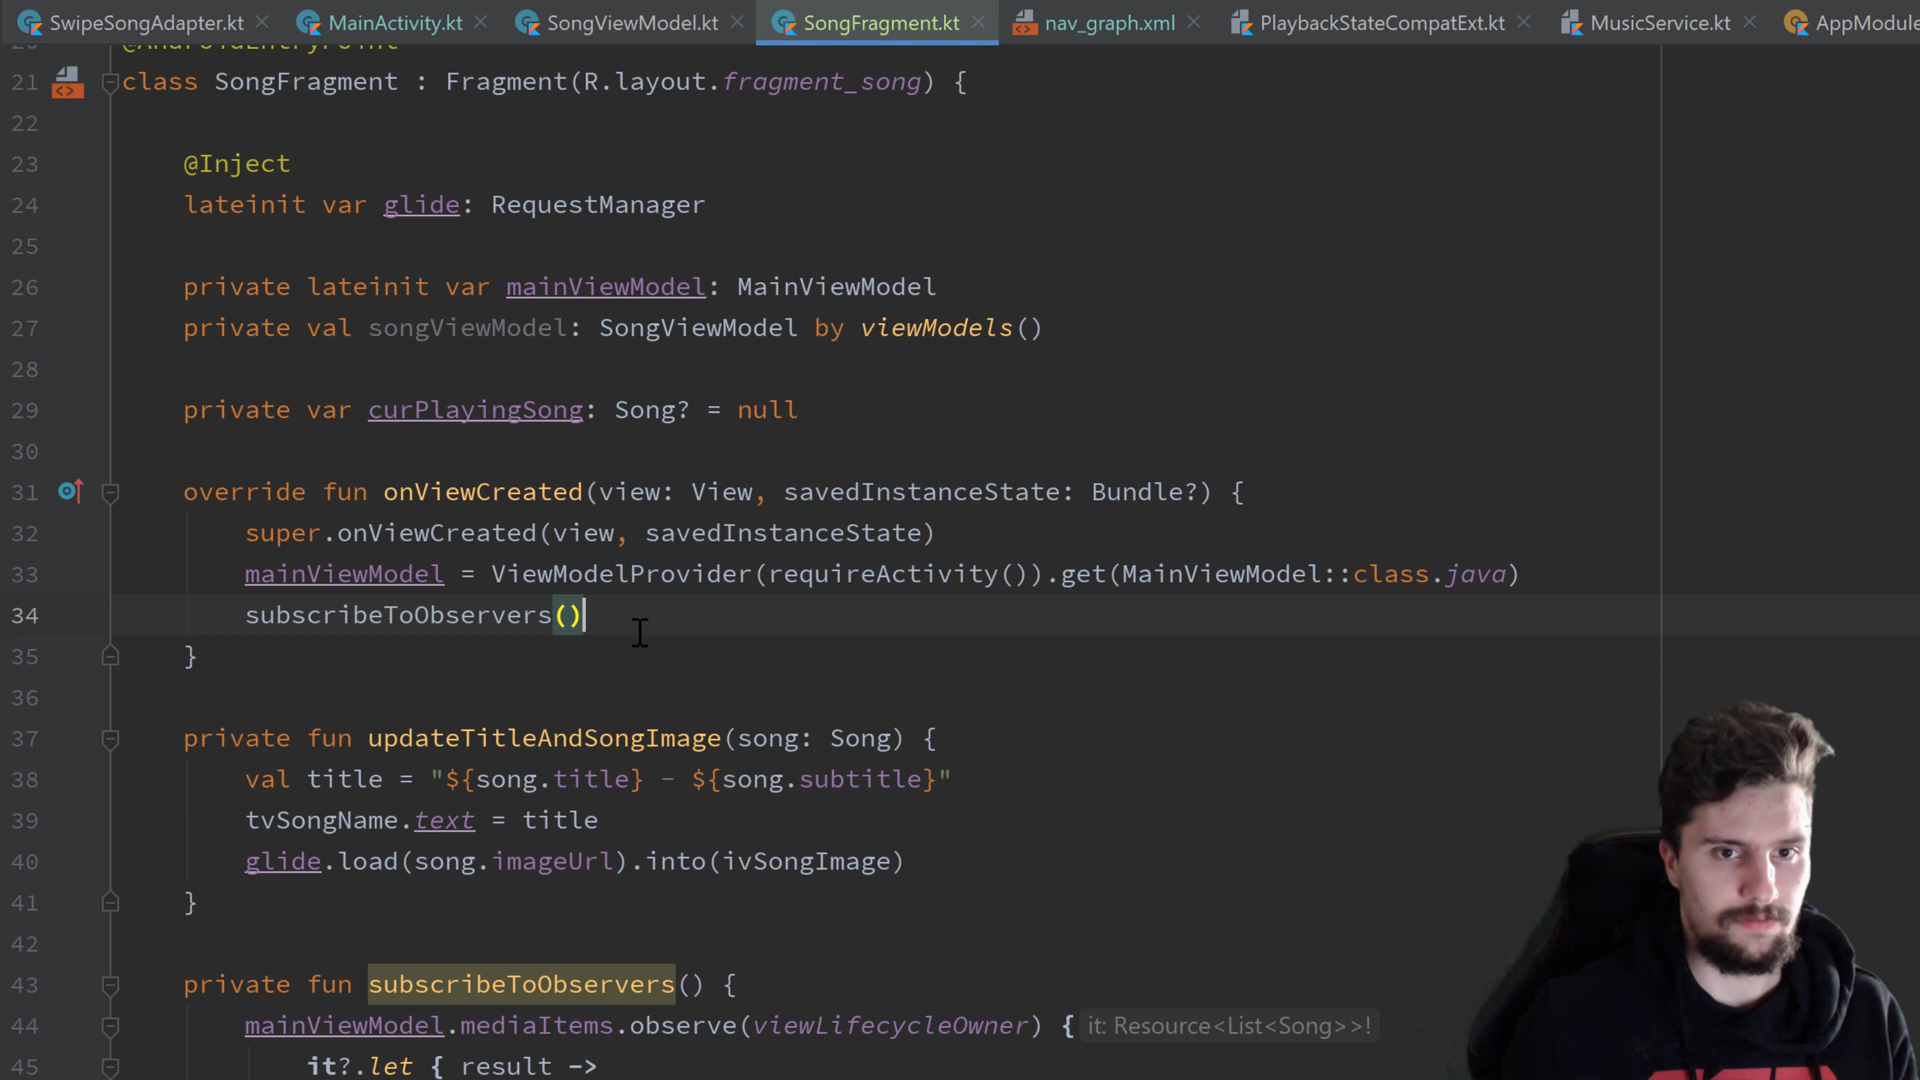 SwipeSongAdapter.kt MainActivity.kt SongViewModel.kt SongFragment.kt nav_graph.xml PlaybackStateCompatExt.kt MusicService.kt AppModule
20 @AndroidEntryPoint
21 class SongFragment : Fragment(R.layout.fragment_song) {
22
23 @Inject
24 lateinit var glide: RequestManager
25
26 private lateinit var mainViewModel: MainViewModel
27 private val songViewModel: SongViewModel by viewModels()
28
29 private var curPlayingSong: Song? = null
30
31 override fun onViewCreated(view: View, savedInstanceState: Bundle?) {
32 super.onViewCreated(view, savedInstanceState)
33 mainViewModel = ViewModelProvider(requireActivity()).get(MainViewModel::class.java)
34 subscribeToObservers()
35 }
36
37 private fun updateTitleAndSongImage(song: Song) {
38 val title = "${song.title} - ${song.subtitle}"
39 tvSongName.text = title
40 glide.load(song.imageUrl).into(ivSongImage)
41 }
42
43 private fun subscribeToObservers() {
44 mainViewModel.mediaItems.observe(viewLifecycleOwner) { it: Resource<List<Song>>!
45 it?.let { result ->